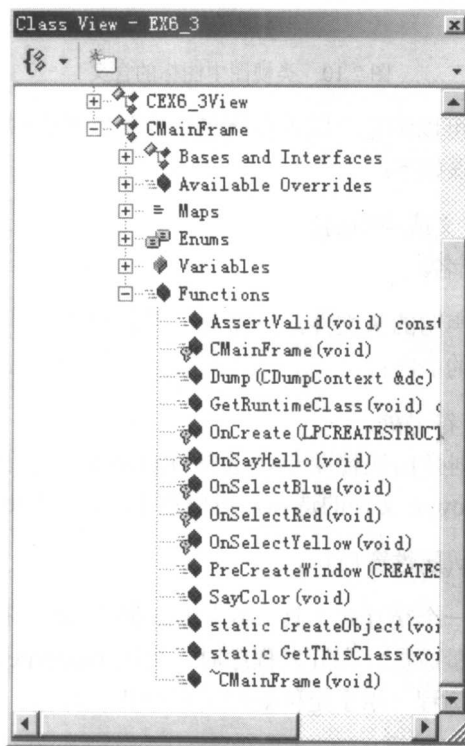 Class View - EX6_3
CEX6_3View
CMainFrame
Bases and Interfaces
Available Overrides
Maps
Enums
Variables
Functions
AssertValid(void) const
CMainFrame(void)
Dump(CDumpContext &dc)
GetRuntimeClass(void) c
OnCreate(LPCREATESTRUCT
OnSayHello(void)
OnSelectBlue(void)
OnSelectRed(void)
OnSelectYellow(void)
PreCreateWindow(CREATES
SayColor(void)
static CreateObject(voi
static GetThisClass(voi
~CMainFrame(void)